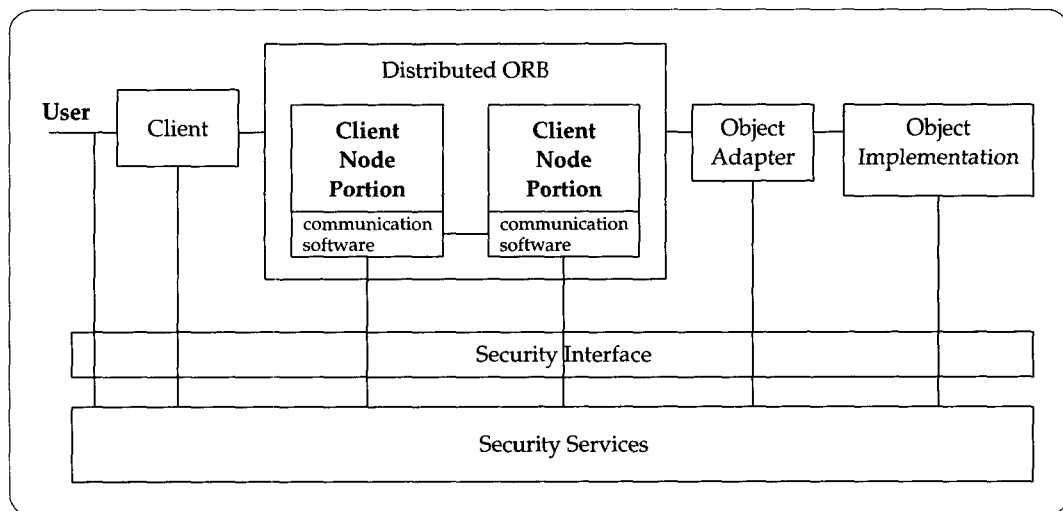 Distributed ORB
User
Client
Client
Node
Portion
communication
software
Client
Node
Portion
communication
software
Object
Adapter
Object
Implementation
Security Interface
Security Services